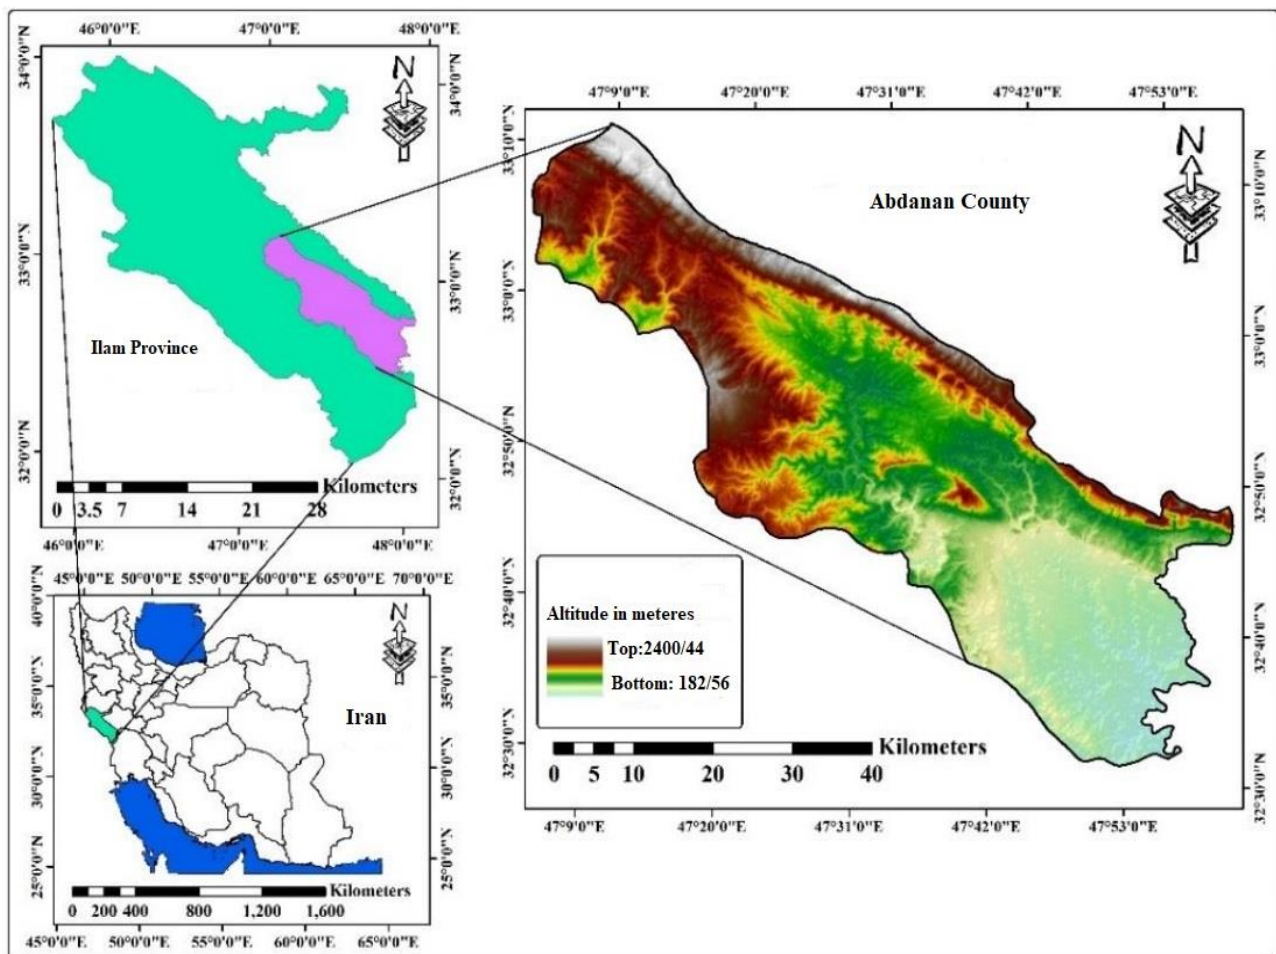 46°0'0"E 47°0'0"E 48°0'0"E
34°0'0"N
33°0'0"N
32°0'0"N
N
34°0'0"N
33°0'0"N
32°0'0"N
Ilam Province
Kilometers
0 3.5 7 14 21 28
46°0'0"E 47°0'0"E 48°0'0"E
45°0'0"E 50°0'0"E 55°0'0"E 60°0'0"E 65°0'0"E 70°0'0"E
40°0'0"N
35°0'0"N
30°0'0"N
25°0'0"N
N
35°0'0"N
30°0'0"N
25°0'0"N
Iran
Kilometers
0 200 400 800 1,200 1,600
45°0'0"E 50°0'0"E 55°0'0"E 60°0'0"E 65°0'0"E
47°9'0"E 47°20'0"E 47°31'0"E 47°42'0"E 47°53'0"E
33°10'0"N
33°0'0"N
32°50'0"N
32°40'0"N
32°30'0"N
N
Abdanan County
33°10'0"N
33°0'0"N
32°50'0"N
32°40'0"N
32°30'0"N
Altitude in meteres
Top:2400/44
Bottom: 182/56
Kilometers
0 5 10 20 30 40
47°9'0"E 47°20'0"E 47°31'0"E 47°42'0"E 47°53'0"E